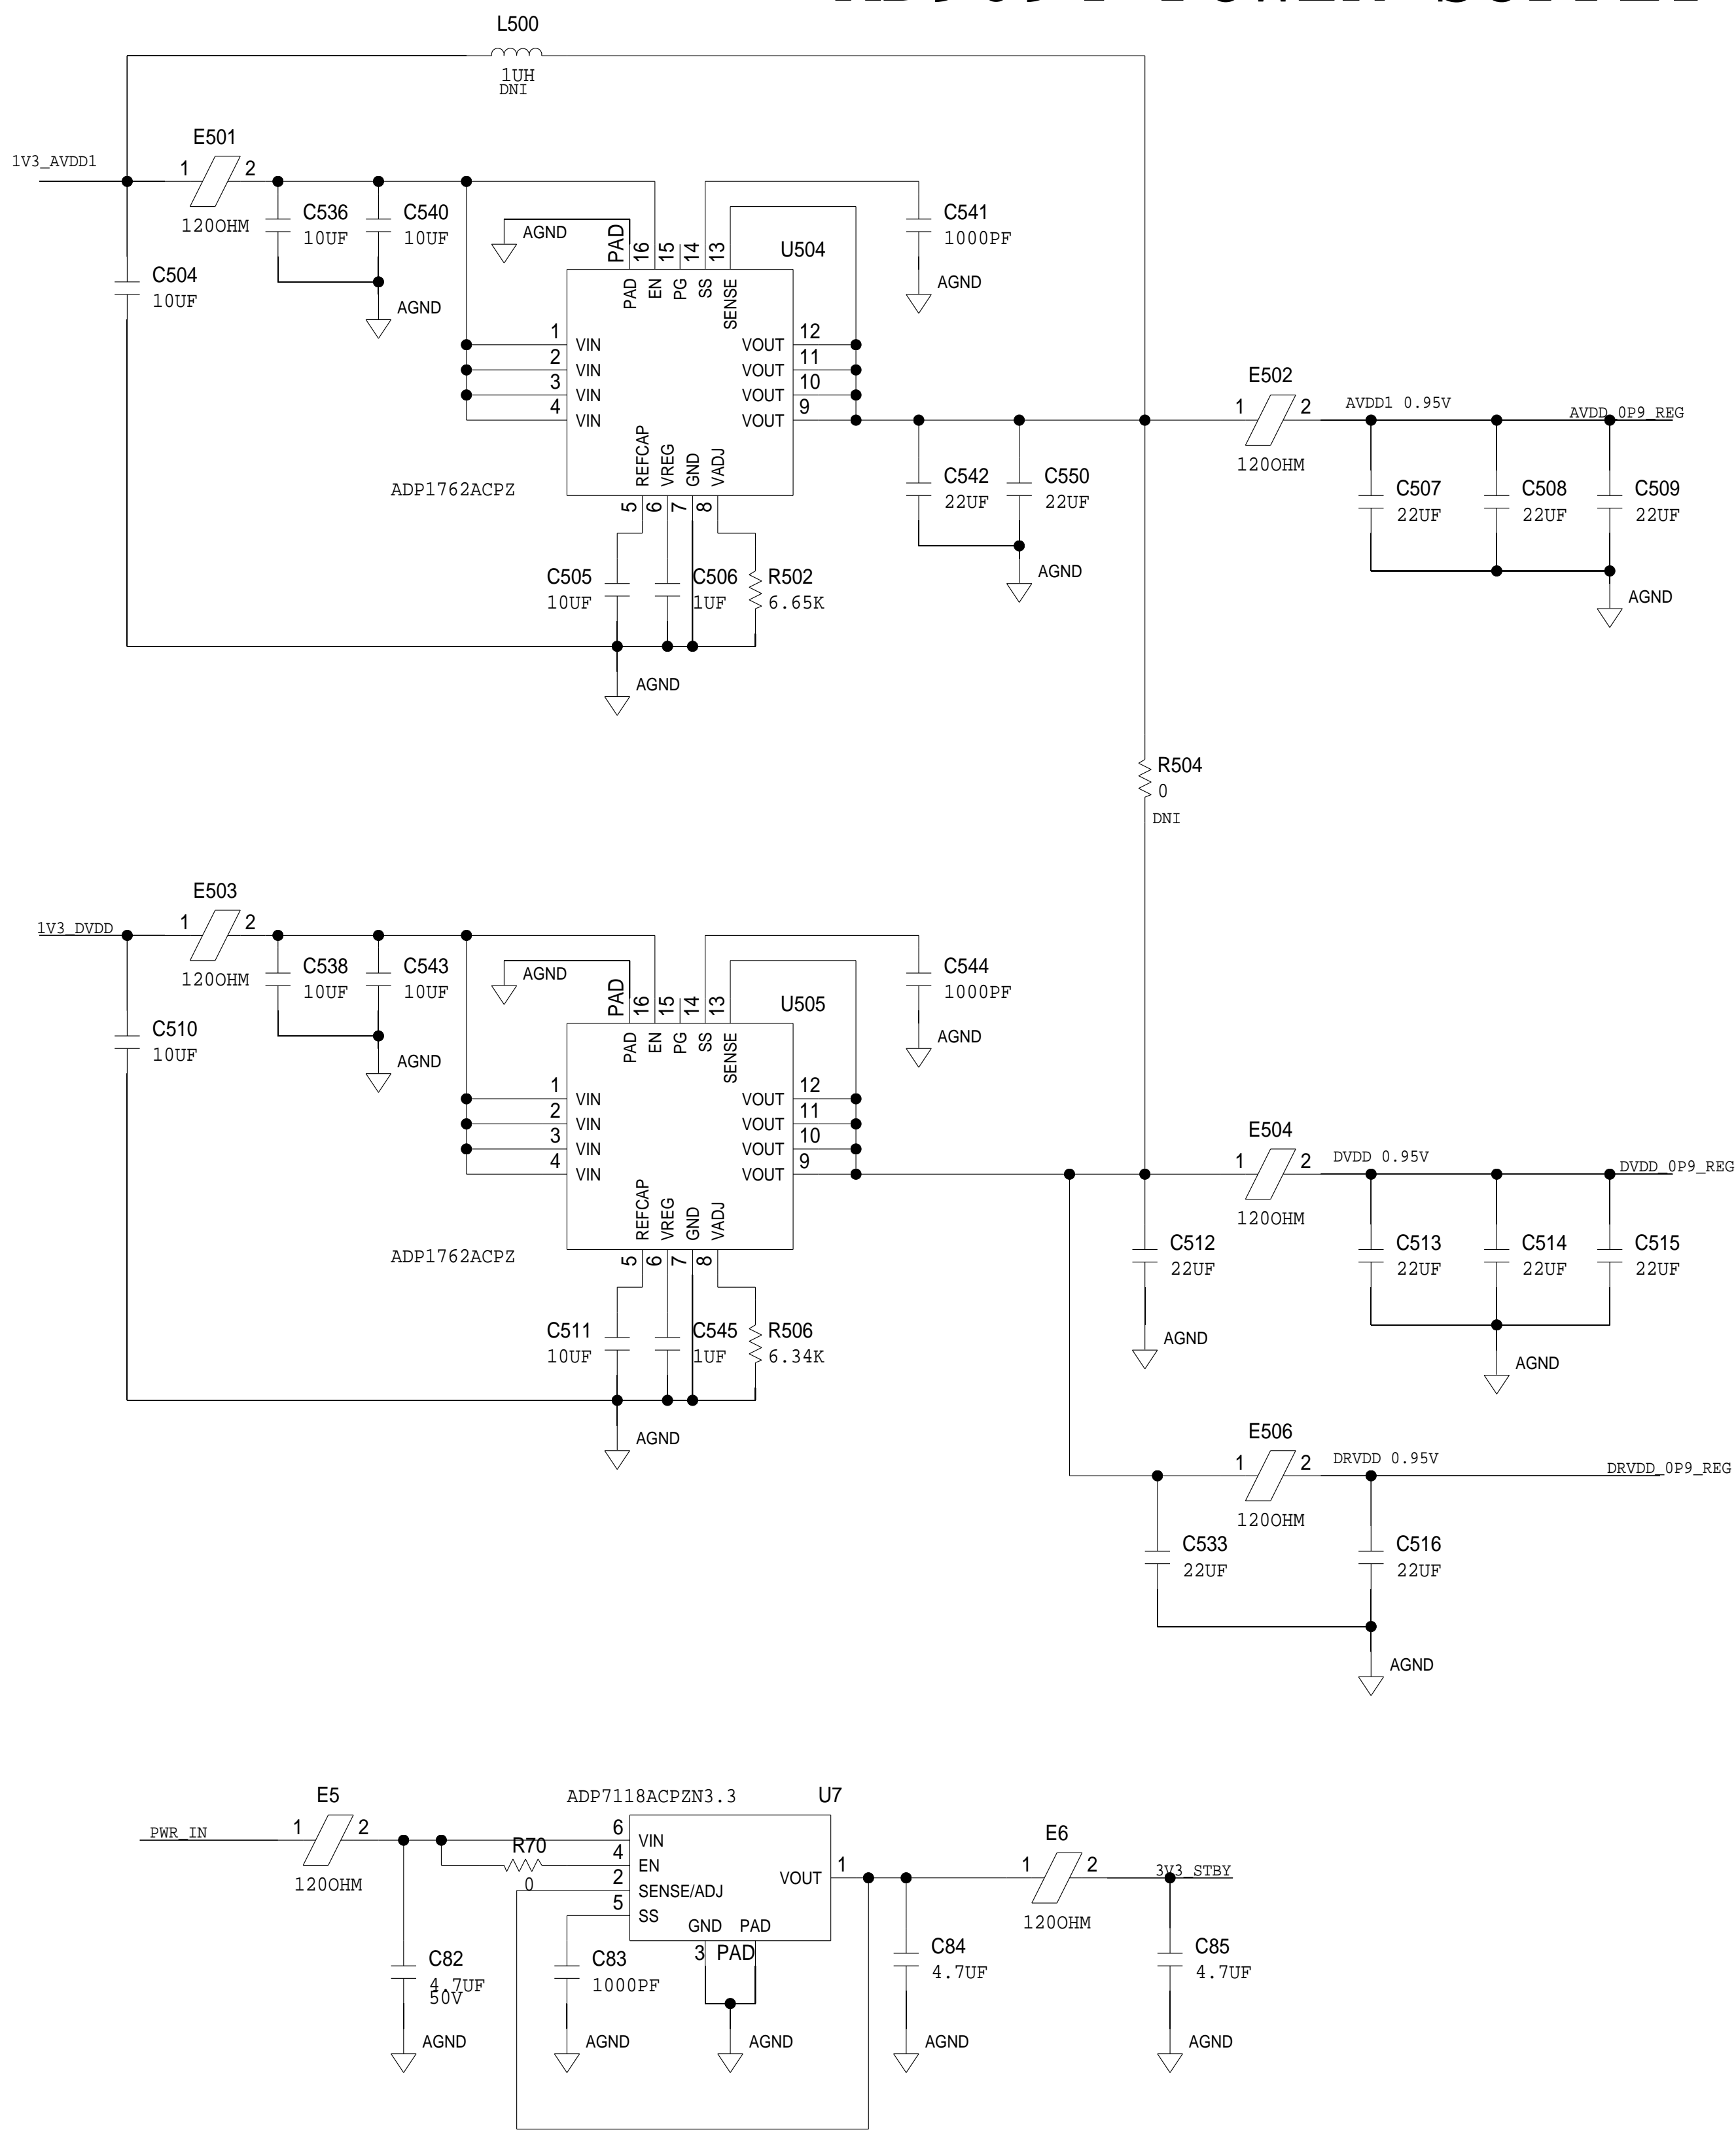 L500
1UH
DNI
E501
1V3_AVDD1
1 2
120OHM
C536
10UF
C540
10UF
AGND
C504
10UF
AGND
PAD 16 15 14 13
U504
C541
1000PF
AGND
PAD EN PG SS SENSE
1 VIN VOUT 12
2 VIN VOUT 11
3 VIN VOUT 10
4 VIN VOUT 9
REFCAP VREG GND VADJ
ADP1762ACPZ
5 6 7 8
C505
10UF
C506
1UF
R502
6.65K
AGND
C542
22UF
C550
22UF
AGND
E502
1 2
120OHM
AVDD1 0.95V
AVDD_0P9_REG
C507
22UF
C508
22UF
C509
22UF
AGND
R504
0
DNI
E503
1V3_DVDD
1 2
120OHM
C538
10UF
C543
10UF
AGND
C510
10UF
AGND
PAD 16 15 14 13
U505
C544
1000PF
AGND
PAD EN PG SS SENSE
1 VIN VOUT 12
2 VIN VOUT 11
3 VIN VOUT 10
4 VIN VOUT 9
REFCAP VREG GND VADJ
ADP1762ACPZ
5 6 7 8
C511
10UF
C545
1UF
R506
6.34K
AGND
E504
1 2
120OHM
DVDD 0.95V
DVDD_0P9_REG
C512
22UF
AGND
C513
22UF
C514
22UF
C515
22UF
AGND
E506
1 2
120OHM
DRVDD 0.95V
DRVDD_0P9_REG
C533
22UF
C516
22UF
AGND
E5
PWR_IN
1 2
120OHM
ADP7118ACPZN3.3
U7
R70
0
6 VIN
4 EN
2 SENSE/ADJ
5 SS
VOUT 1
GND PAD
3 PAD
C82
4.7UF
50V
AGND
C83
1000PF
AGND
AGND
C84
4.7UF
AGND
E6
1 2
120OHM
3V3_STBY
C85
4.7UF
AGND